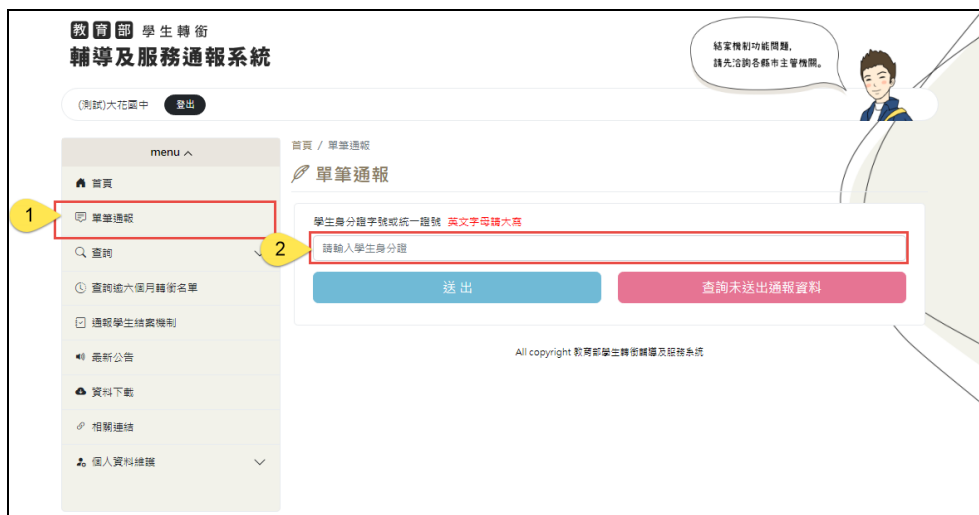 教育部 學生轉銜
輔導及服務通報系統
結案機制功能問題,
請先洽詢各縣市主管機關。
(測試)大花國中 登出
menu
首頁 / 單筆通報
單筆通報
首頁
1 單筆通報
學生身分證字號或統一證號 英文字母請大寫
查詢
2 請輸入學生身分證
送出 查詢未送出通報資料
查詢逾六個月轉銜名單
通報學生結案機制
最新公告
All copyright 教育部學生轉銜輔導及服務系統
資料下載
相關連結
個人資料維護